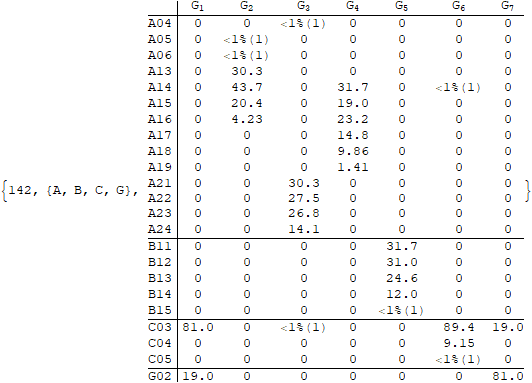 G1 G2 G3 G4 G5 G6 G7
A04 0 0 <1%(1) 0 0 0 0
A05 0 <1%(1) 0 0 0 0 0
A06 0 <1%(1) 0 0 0 0 0
A13 0 30.3 0 0 0 0 0
A14 0 43.7 0 31.7 0 <1%(1) 0
A15 0 20.4 0 19.0 0 0 0
A16 0 4.23 0 23.2 0 0 0
A17 0 0 0 14.8 0 0 0
A18 0 0 0 9.86 0 0 0
A19 0 0 0 1.41 0 0 0
A21 0 0 30.3 0 0 0 0
{142, {A, B, C, G}, A22 0 0 27.5 0 0 0 0 }
A23 0 0 26.8 0 0 0 0
A24 0 0 14.1 0 0 0 0
B11 0 0 0 0 31.7 0 0
B12 0 0 0 0 31.0 0 0
B13 0 0 0 0 24.6 0 0
B14 0 0 0 0 12.0 0 0
B15 0 0 0 0 <1%(1) 0 0
C03 81.0 0 <1%(1) 0 0 89.4 19.0
C04 0 0 0 0 0 9.15 0
C05 0 0 0 0 0 <1%(1) 0
G02 19.0 0 0 0 0 0 81.0